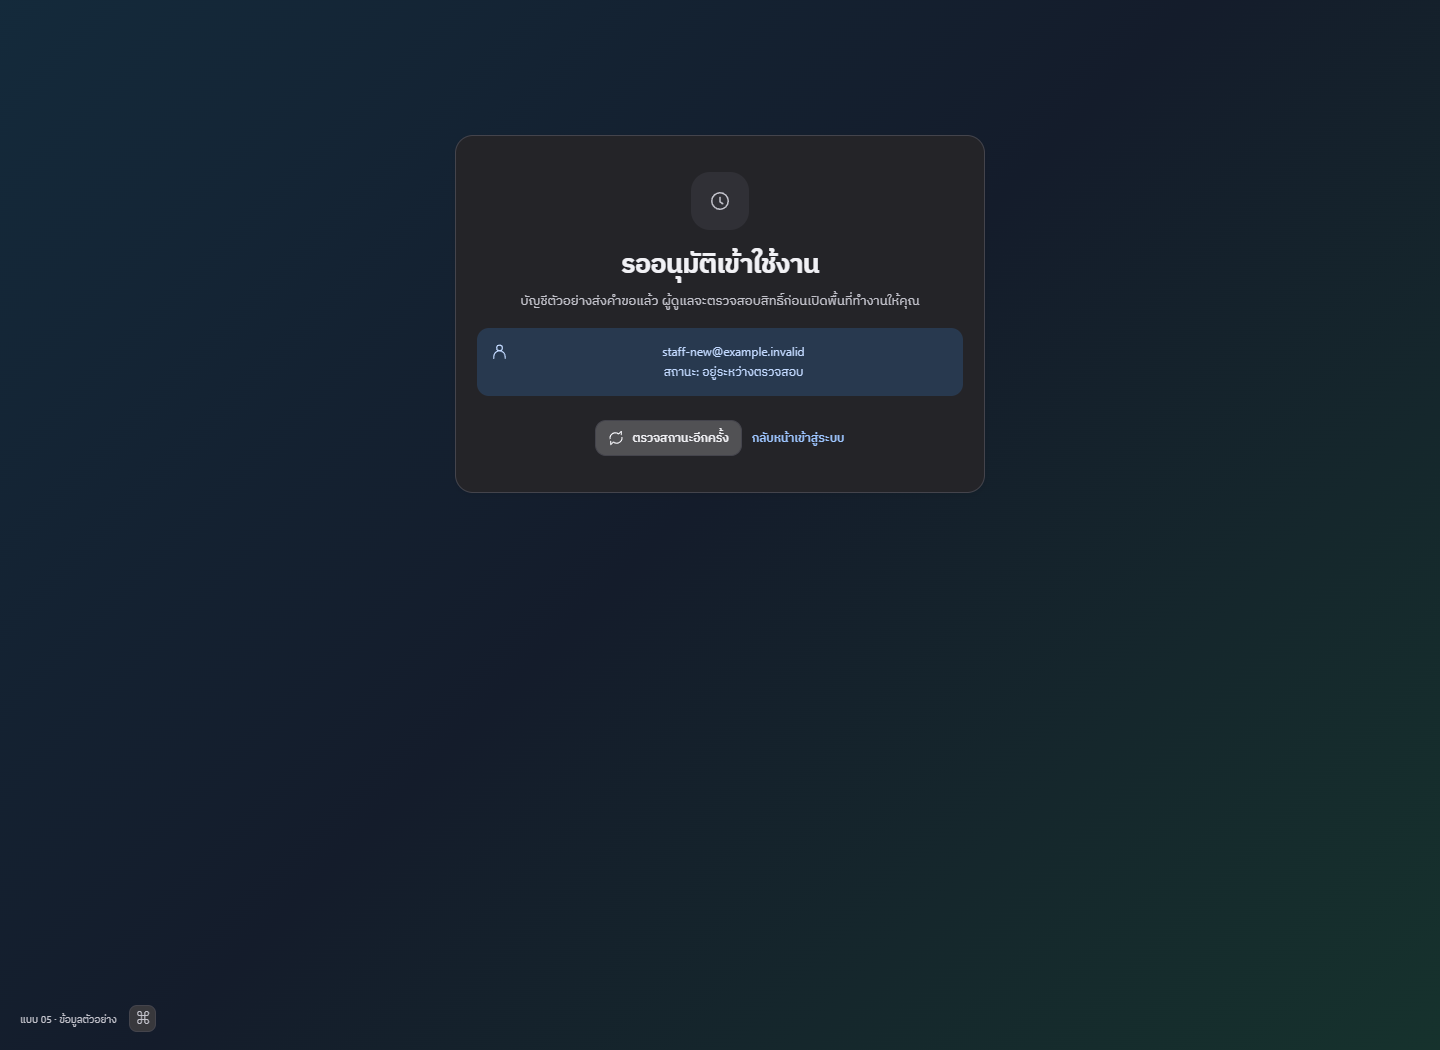 รออนุมัติเข้าใช้งาน
บัญชีตัวอย่างส่งคำขอแล้ว ผู้ดูแลจะตรวจสอบสิทธิ์ก่อนเปิดพื้นที่ทำงานให้คุณ
staff-new@example.invalid
สถานะ: อยู่ระหว่างตรวจสอบ
ตรวจสถานะอีกครั้ง
กลับหน้าเข้าสู่ระบบ
แบบ 05 · ข้อมูลตัวอย่าง